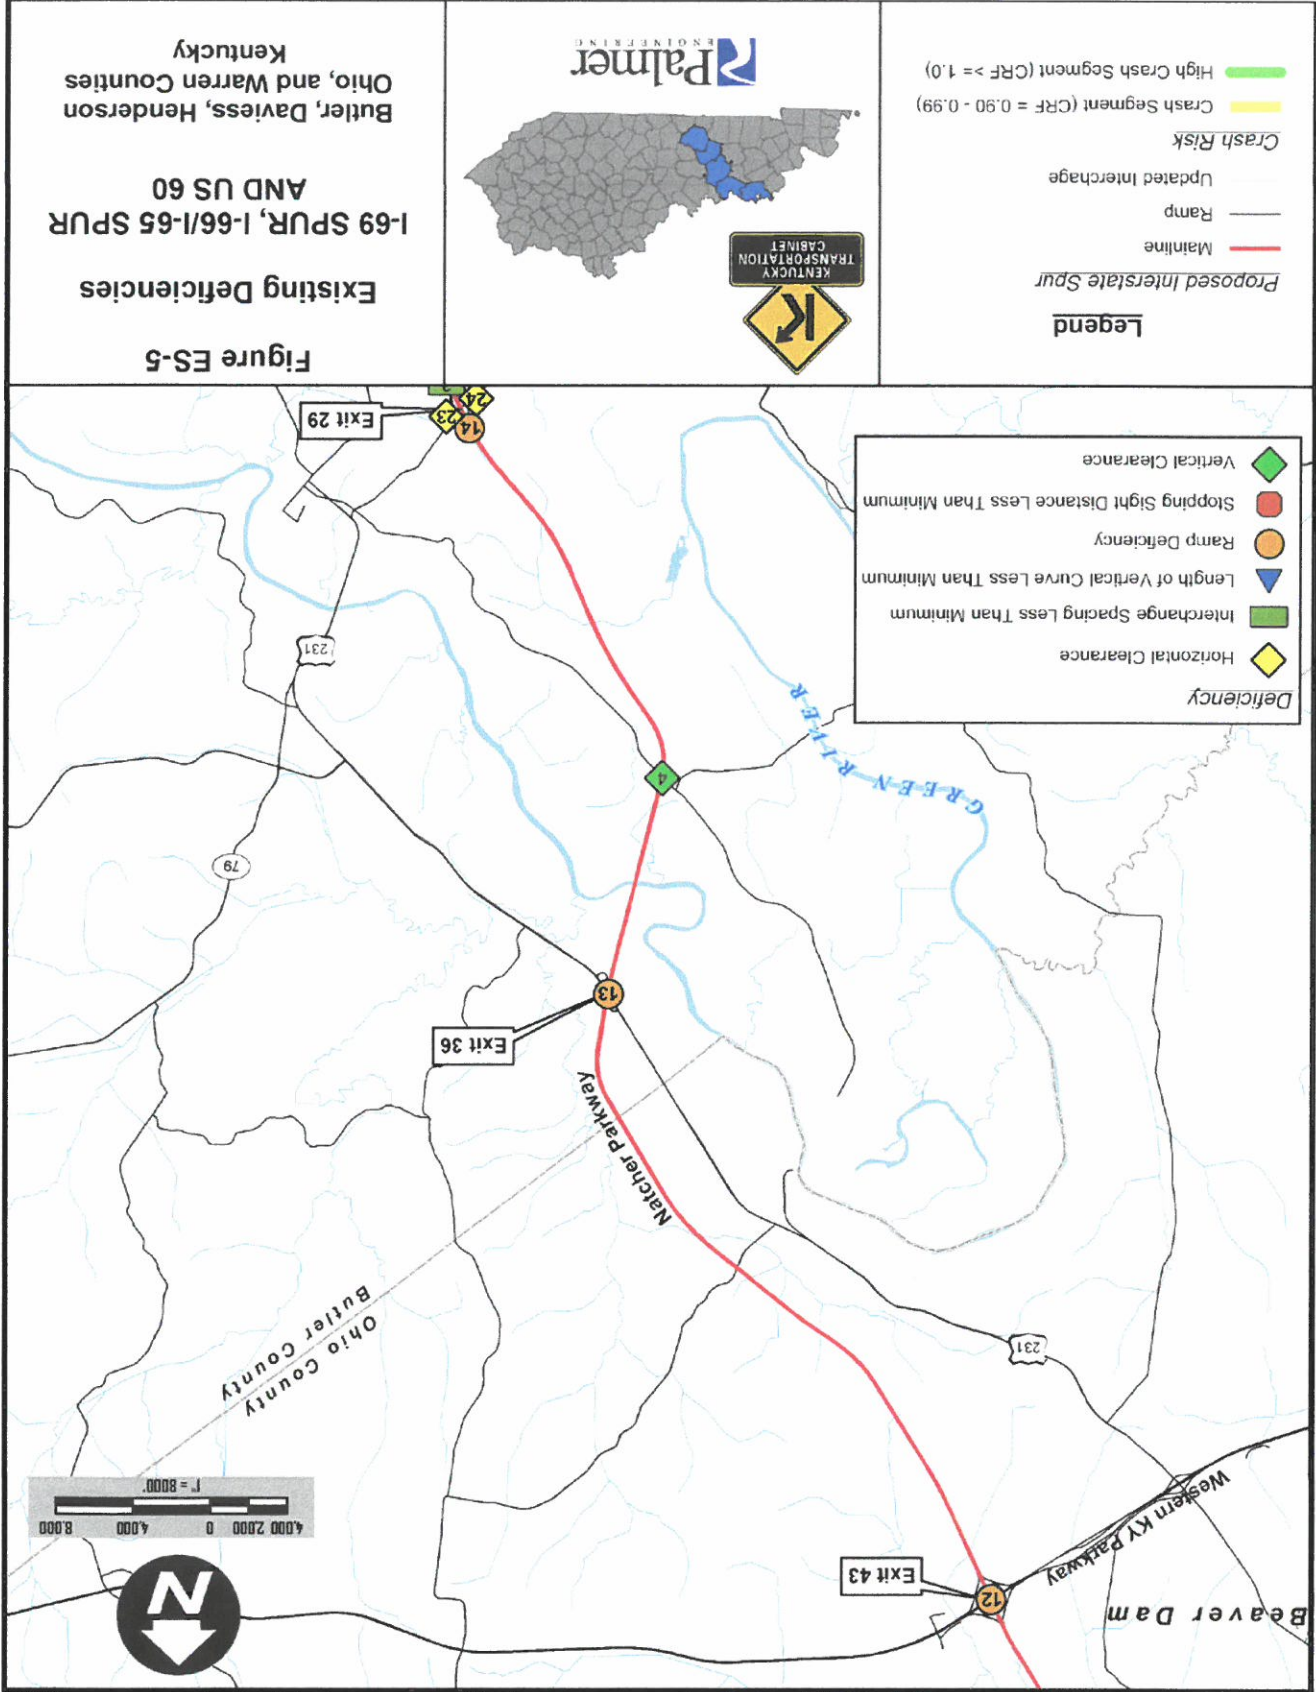 Beaver Dam
12
Exit 43
Western KY Parkway
N
4,000 2,000 0 4,000 8,000
1" = 8000'
231
Ohio County
Butler County
Natcher Parkway
Exit 36
13
79
GREEN RIVER
4
231
Deficiency
Horizontal Clearance
Interchange Spacing Less Than Minimum
Length of Vertical Curve Less Than Minimum
Ramp Deficiency
Stopping Sight Distance Less Than Minimum
Vertical Clearance
14
23
24
Exit 29
Legend
Proposed Interstate Spur
Mainline
Ramp
Updated Interchage
Crash Risk
Crash Segment (CRF = 0.90 - 0.99)
High Crash Segment (CRF >= 1.0)
K
KENTUCKY
TRANSPORTATION
CABINET
Palmer
ENGINEERING
Figure ES-5
Existing Deficiencies
I-69 SPUR, I-66/I-65 SPUR
AND US 60
Butler, Daviess, Henderson
Ohio, and Warren Counties
Kentucky